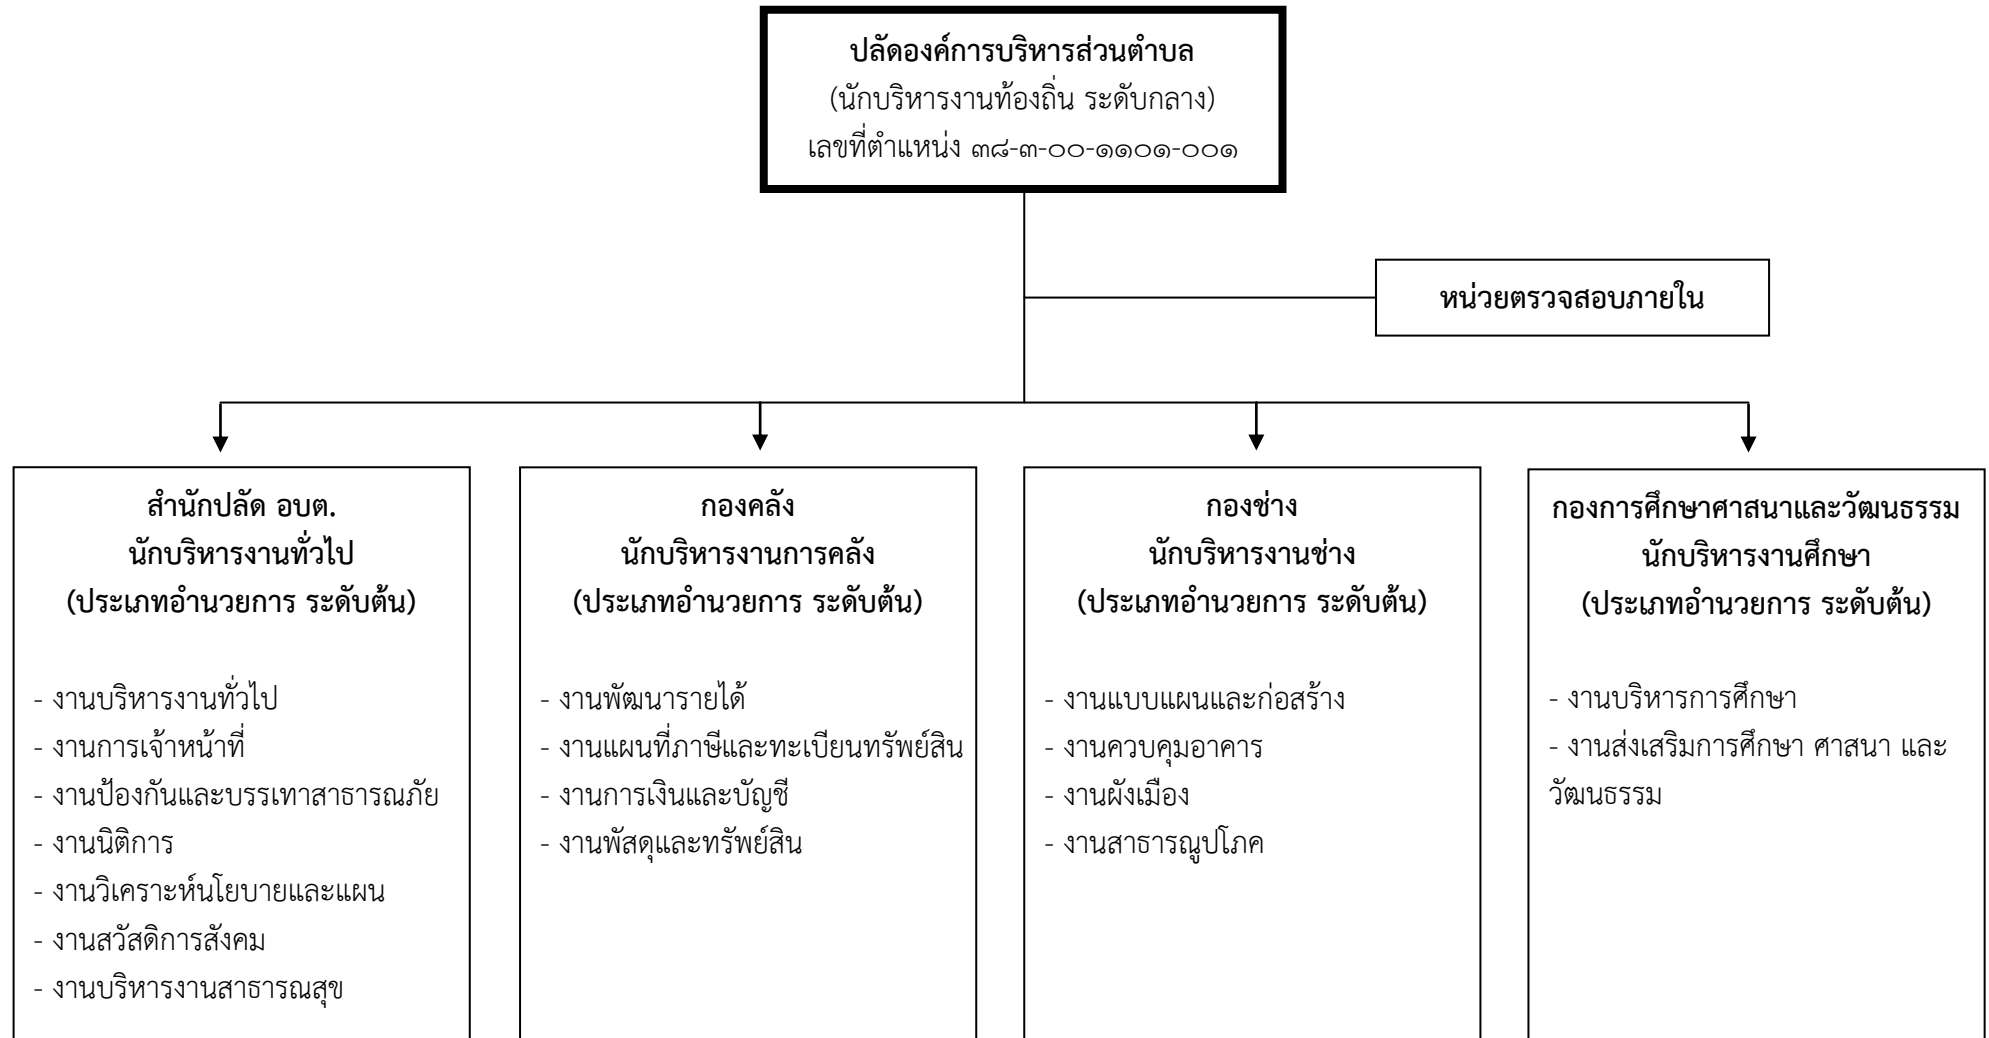 ปลัดองค์การบริหารส่วนตำบล
(นักบริหารงานท้องถิ่น ระดับกลาง)
เลขที่ตำแหน่ง ๓๘-๓-๐๐-๑๑๐๑-๐๐๑
หน่วยตรวจสอบภายใน
สำนักปลัด อบต.
นักบริหารงานทั่วไป
(ประเภทอำนวยการ ระดับต้น)
- งานบริหารงานทั่วไป
- งานการเจ้าหน้าที่
- งานป้องกันและบรรเทาสาธารณภัย
- งานนิติการ
- งานวิเคราะห์นโยบายและแผน
- งานสวัสดิการสังคม
- งานบริหารงานสาธารณสุข
กองคลัง
นักบริหารงานการคลัง
(ประเภทอำนวยการ ระดับต้น)
- งานพัฒนารายได้
- งานแผนที่ภาษีและทะเบียนทรัพย์สิน
- งานการเงินและบัญชี
- งานพัสดุและทรัพย์สิน
กองช่าง
นักบริหารงานช่าง
(ประเภทอำนวยการ ระดับต้น)
- งานแบบแผนและก่อสร้าง
- งานควบคุมอาคาร
- งานผังเมือง
- งานสาธารณูปโภค
กองการศึกษาศาสนาและวัฒนธรรม
นักบริหารงานศึกษา
(ประเภทอำนวยการ ระดับต้น)
- งานบริหารการศึกษา
- งานส่งเสริมการศึกษา ศาสนา และ
วัฒนธรรม